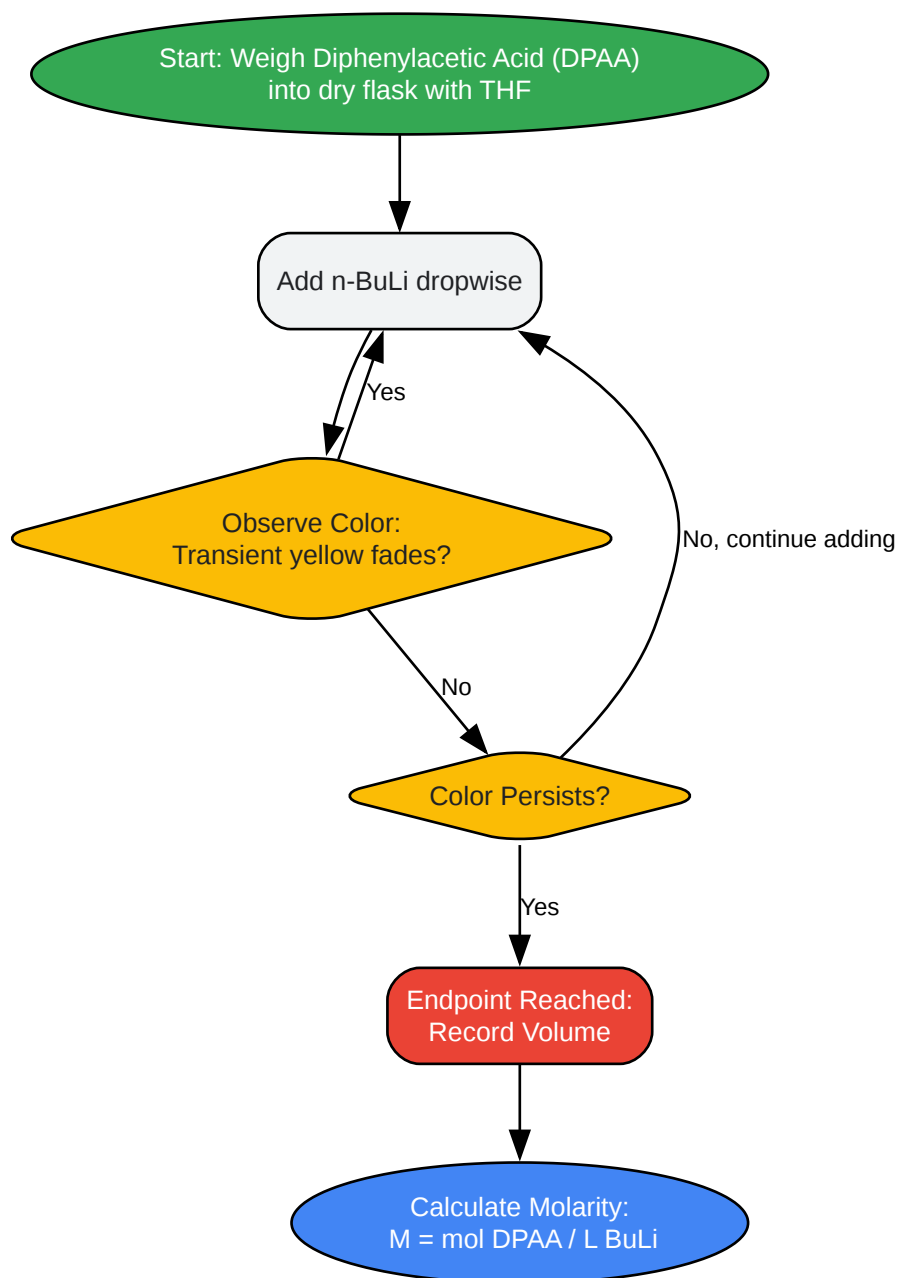 Start: Weigh Diphenylacetic Acid (DPAA)
into dry flask with THF
Add n-BuLi dropwise
Yes
Observe Color:
Transient yellow fades?
No, continue adding
No
Color Persists?
Yes
Endpoint Reached:
Record Volume
Calculate Molarity:
M = mol DPAA / L BuLi